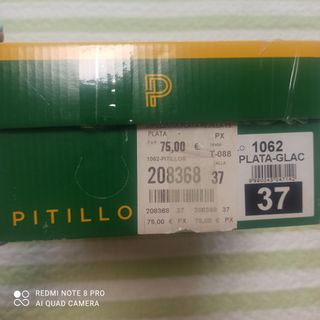 P
PLATA - PX
75,00 €
T-088
1062-PITILLOS
208368 37
208368 37 208368 37
75,00 € PX 75,00 € PX
1062
PLATA-GLAC
37
PITILLO
REDMI NOTE 8 PRO
AI QUAD CAMERA